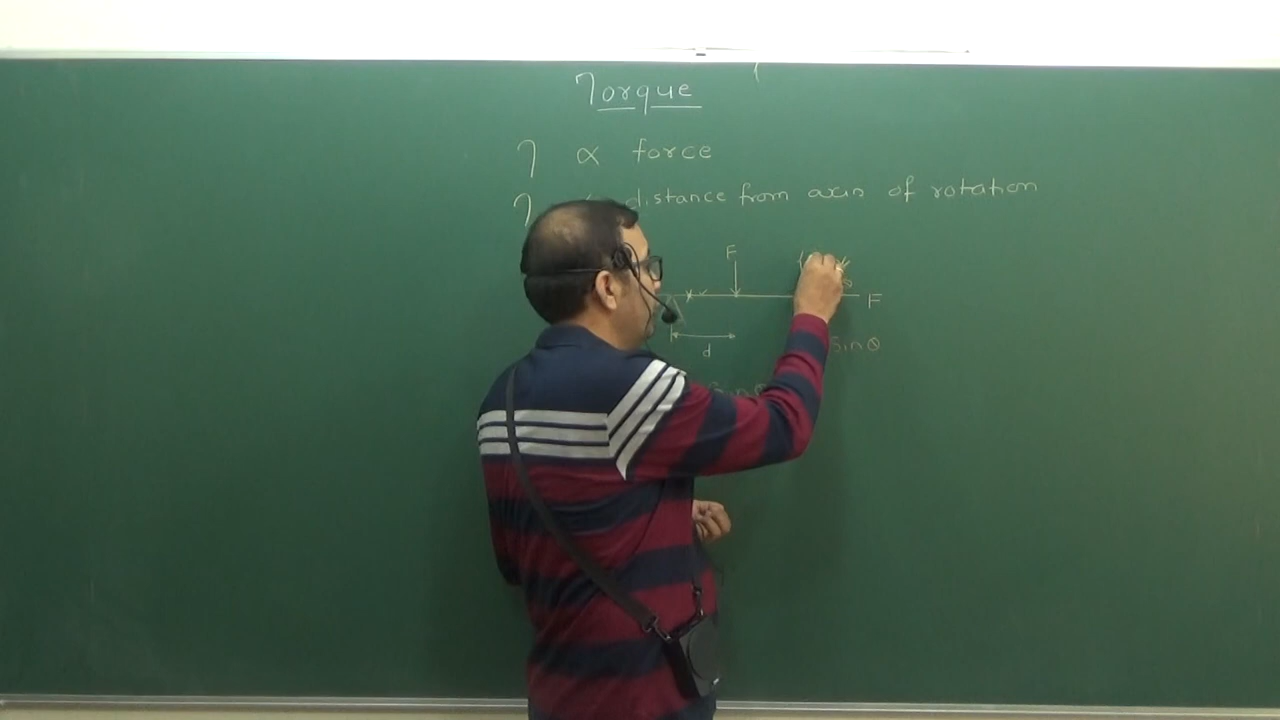 Torque
τ ∝ force
τ distance from axis of rotation
F
θ
F
d
sinθ